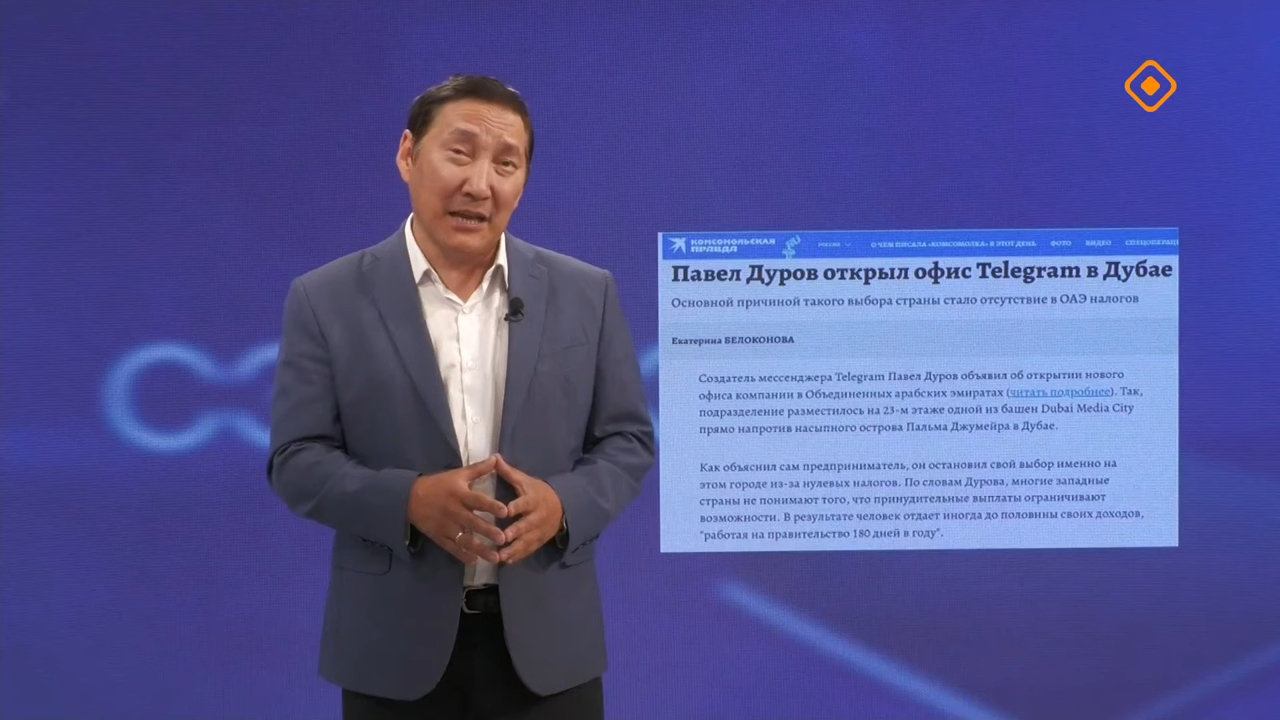 КОМСОМОЛЬСКАЯ ПРАВДА RU РОССИЯ О ЧЕМ ПИСАЛА «КОМСОМОЛКА» В ЭТОТ ДЕНЬ ФОТО ВИДЕО СПЕЦОПЕРАЦИ
Павел Дуров открыл офис Telegram в Дубае
Основной причиной такого выбора страны стало отсутствие в ОАЭ налогов
Екатерина БЕЛОКОНОВА
Создатель мессенджера Telegram Павел Дуров объявил об открытии нового
офиса компании в Объединенных арабских эмиратах (читать подробнее). Так,
подразделение разместилось на 23-м этаже одной из башен Dubai Media City
прямо напротив насыпного острова Пальма Джумейра в Дубае.
Как объяснил сам предприниматель, он остановил свой выбор именно на
этом городе из-за нулевых налогов. По словам Дурова, многие западные
страны не понимают того, что принудительные выплаты ограничивают
возможности. В результате человек отдает иногда до половины своих доходов,
"работая на правительство 180 дней в году".